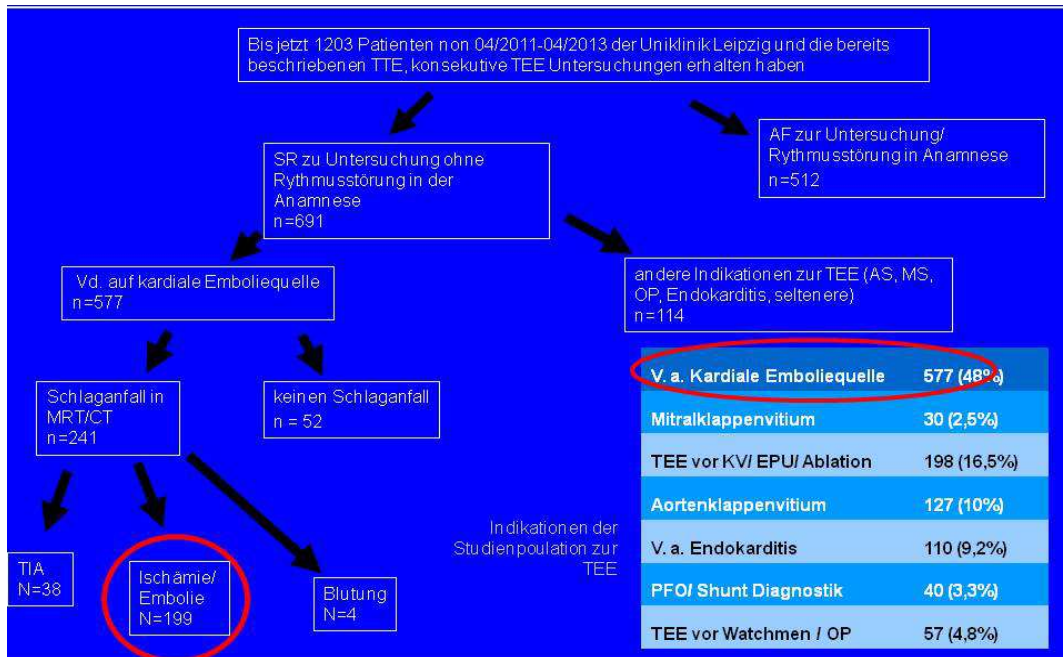 Bis jetzt 1203 Patienten non 04/2011-04/2013 der Uniklinik Leipzig und die bereits
beschriebenen TTE, konsekutive TEE Untersuchungen erhalten haben
SR zu Untersuchung ohne
Rythmusstörung in der
Anamnese
n=691
AF zur Untersuchung/
Rythmusstörung in Anamnese
n=512
Vd. auf kardiale Emboliequelle
n=577
andere Indikationen zur TEE (AS, MS,
OP, Endokarditis, seltenere)
n=114
Schlaganfall in
MRT/CT
n=241
keinen Schlaganfall
n = 52
TIA
N=38
Ischämie/
Embolie
N=199
Blutung
N=4
Indikationen der
Studienpoulation zur
TEE
V. a. Kardiale Emboliequelle 577 (48%)
Mitralklappenvitium 30 (2,5%)
TEE vor KV/ EPU/ Ablation 198 (16,5%)
Aortenklappenvitium 127 (10%)
V. a. Endokarditis 110 (9,2%)
PFO/ Shunt Diagnostik 40 (3,3%)
TEE vor Watchmen / OP 57 (4,8%)